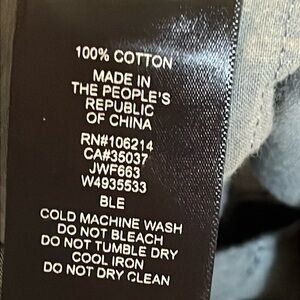 100% COTTON
MADE IN
THE PEOPLE'S
REPUBLIC
OF CHINA
RN#106214
CA#35037
JWF663
W4935533
BLE
COLD MACHINE WASH
DO NOT BLEACH
DO NOT TUMBLE DRY
COOL IRON
DO NOT DRY CLEAN